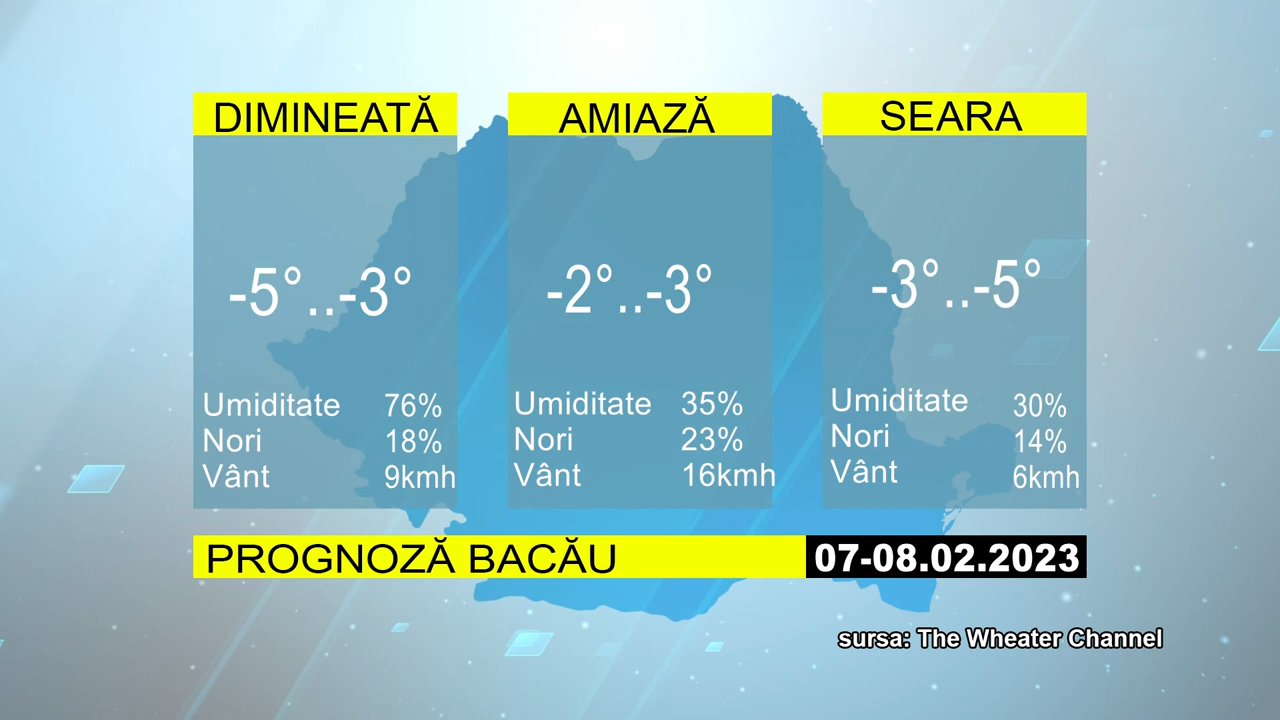 DIMINEATĂ
-5°..-3°
Umiditate 76%
Nori 18%
Vânt 9kmh
AMIAZĂ
-2°..-3°
Umiditate 35%
Nori 23%
Vânt 16kmh
SEARA
-3°..-5°
Umiditate 30%
Nori 14%
Vânt 6kmh
PROGNOZĂ BACĂU 07-08.02.2023
sursa: The Wheater Channel